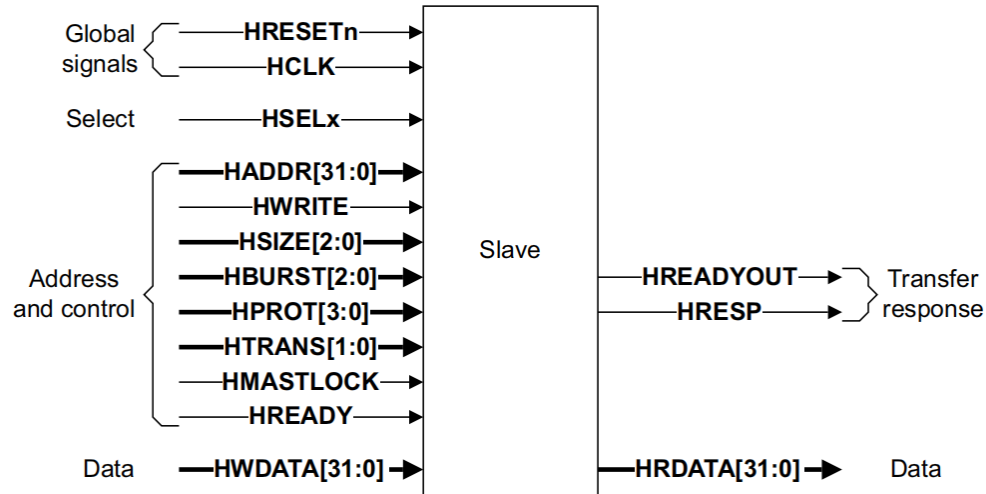 Global
signals
HRESETn
HCLK
Select
HSELx
Address
and control
HADDR[31:0]
HWRITE
HSIZE[2:0]
HBURST[2:0]
HPROT[3:0]
HTRANS[1:0]
HMASTLOCK
HREADY
Data
HWDATA[31:0]
Slave
HREADYOUT
HRESP
Transfer
response
HRDATA[31:0]
Data